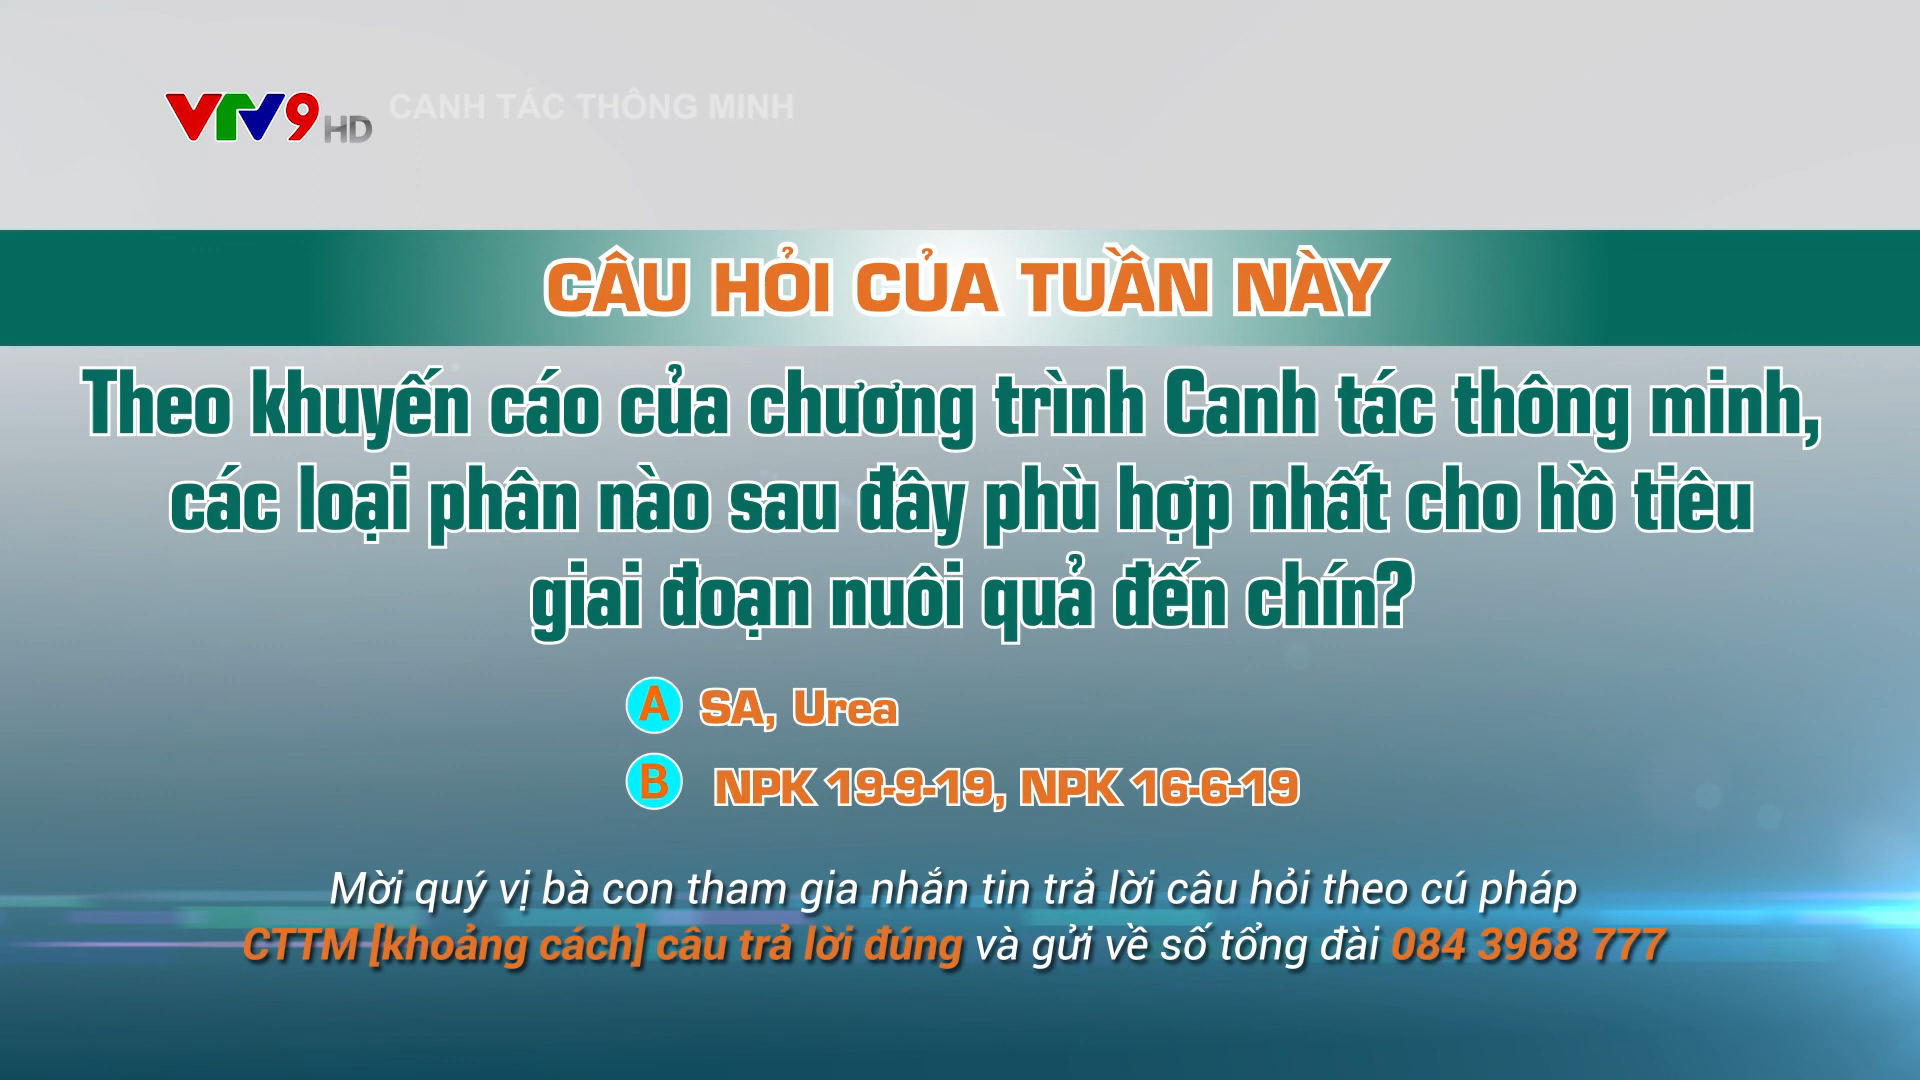 VTV9 HD CANH TÁC THÔNG MINH
CÂU HỎI CỦA TUẦN NÀY
Theo khuyến cáo của chương trình Canh tác thông minh,
các loại phân nào sau đây phù hợp nhất cho hồ tiêu
giai đoạn nuôi quả đến chín?
A SA, Urea
B NPK 19-9-19, NPK 16-6-19
Mời quý vị bà con tham gia nhắn tin trả lời câu hỏi theo cú pháp
CTTM [khoảng cách] câu trả lời đúng và gửi về số tổng đài 084 3968 777